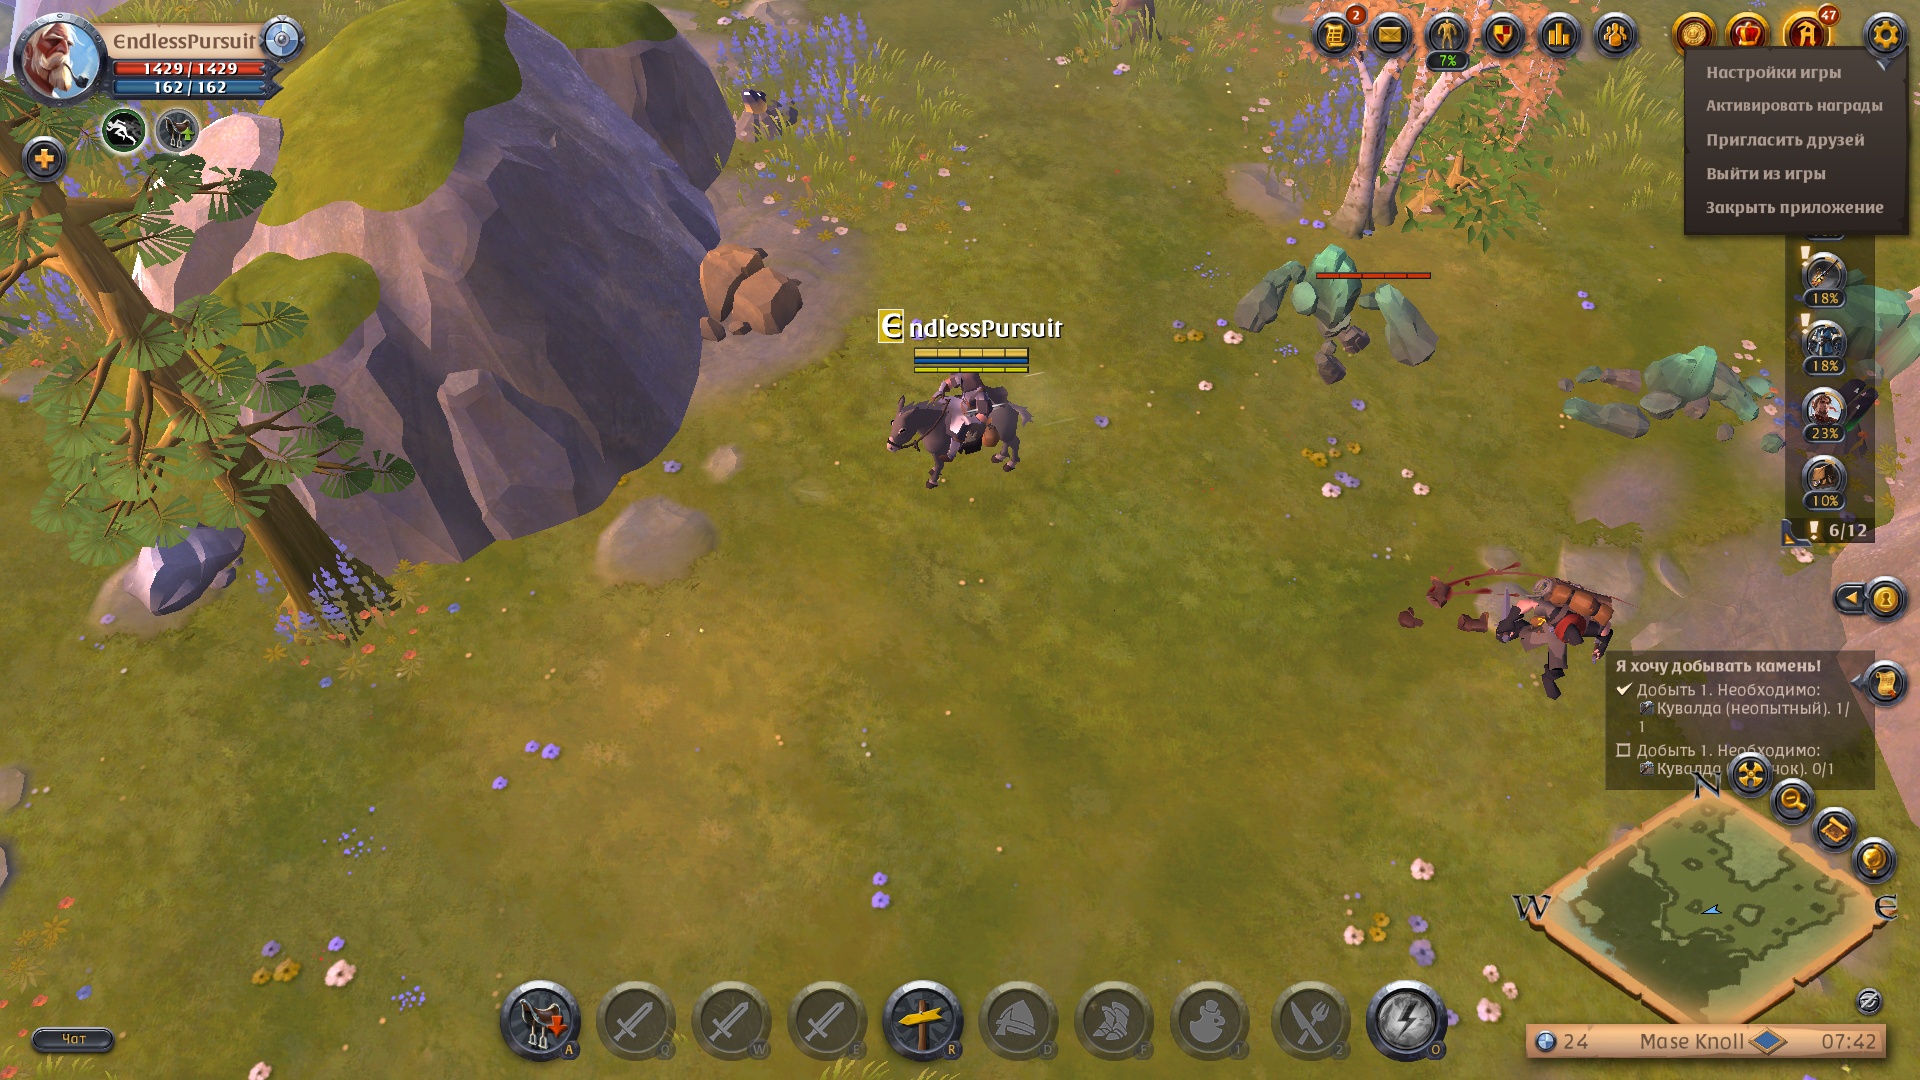 EndlessPursuit
1429 / 1429
162 / 162
2
7%
47
Настройки игры
Активировать награды
Пригласить друзей
Выйти из игры
Закрыть приложение
18%
18%
23%
10%
6/12
EndlessPursuit
Я хочу добывать камень!
Добыть 1. Необходимо:
Кувалда (неопытный). 1/
1
Добыть 1. Необходимо:
Кувалда 0/1
N
W
E
Чат
A
Q
W
E
R
D
F
1
2
O
24 Mase Knoll 07:42